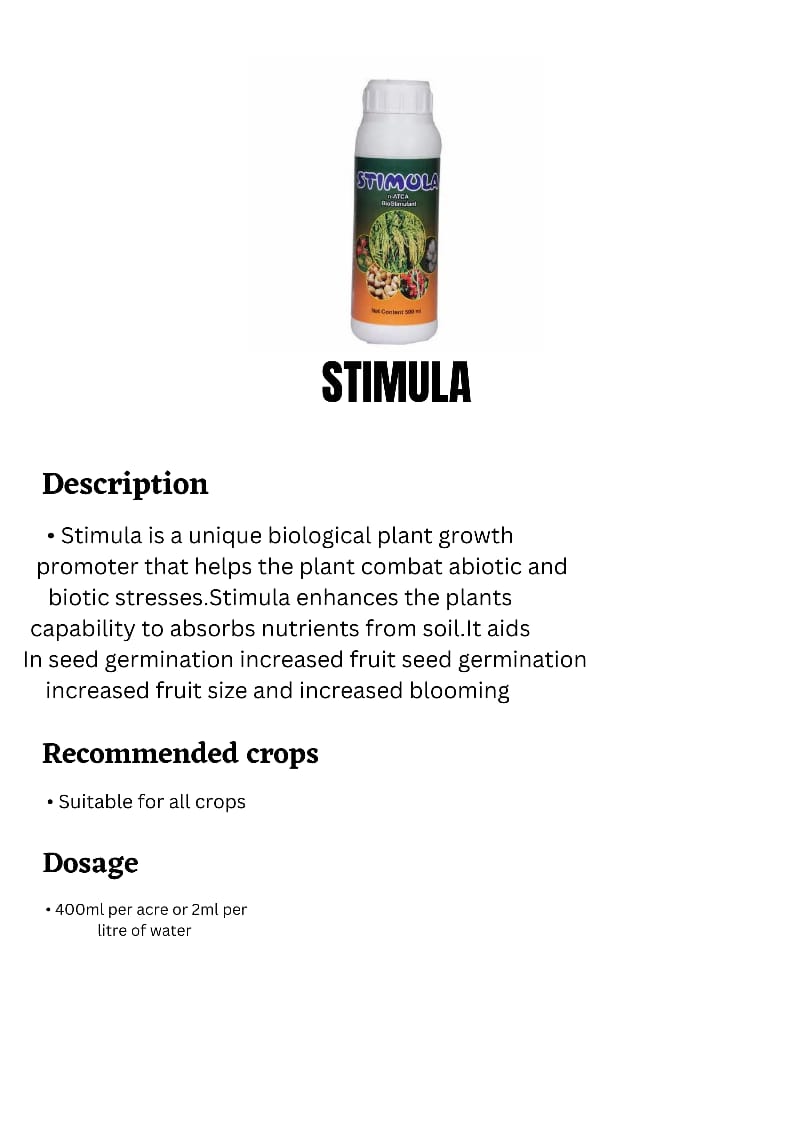 STIMULA
n-ATCA
BioStimulant
Net Content 500 ml
STIMULA
Description
• Stimula is a unique biological plant growth
promoter that helps the plant combat abiotic and
biotic stresses.Stimula enhances the plants
capability to absorbs nutrients from soil.It aids
In seed germination increased fruit seed germination
increased fruit size and increased blooming
Recommended crops
• Suitable for all crops
Dosage
• 400ml per acre or 2ml per
litre of water